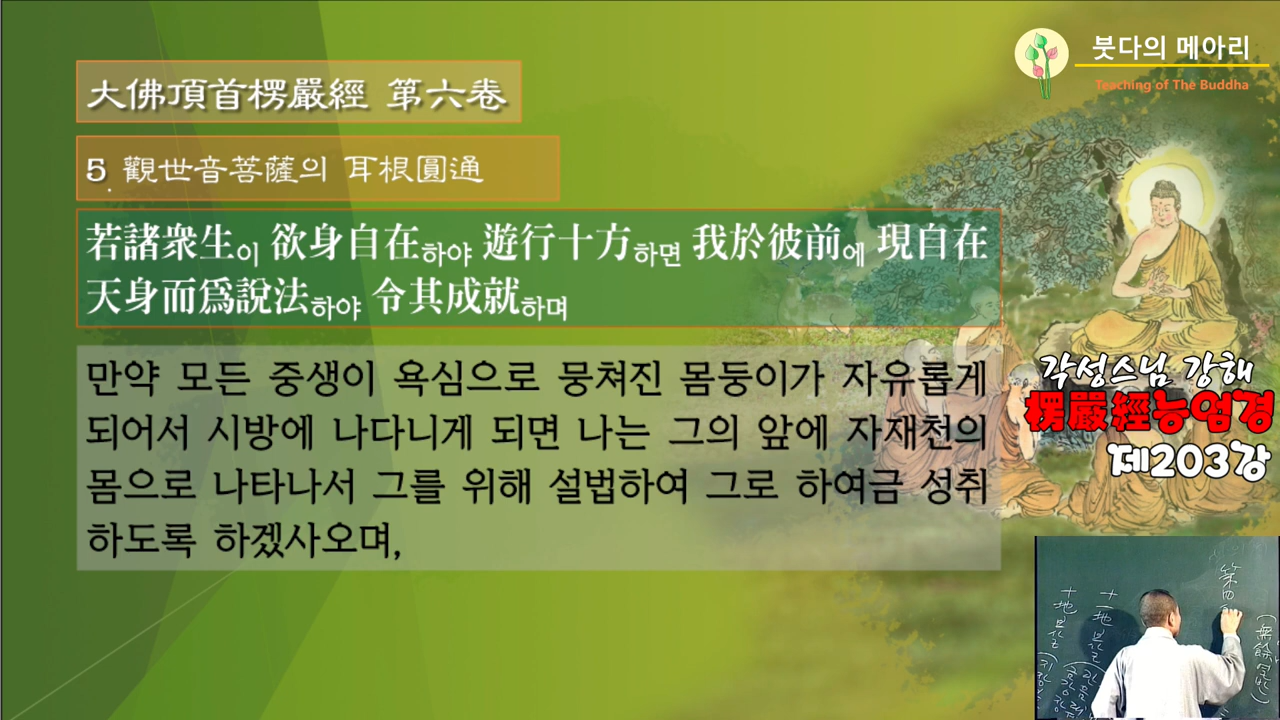 大佛頂首楞嚴經 第六卷
5. 觀世音菩薩의 耳根圓通
若諸衆生이 欲身自在하야 遊行十方하면 我於彼前에 現自在
天身而爲說法하야 令其成就하며
만약 모든 중생이 욕심으로 뭉쳐진 몸둥이가 자유롭게
되어서 시방에 나다니게 되면 나는 그의 앞에 자재천의
몸으로 나타나서 그를 위해 설법하여 그로 하여금 성취
하도록 하겠사오며,
붓다의 메아리
Teaching of The Buddha
각성스님 강해
楞嚴經능엄경
제203강
十地
十一地